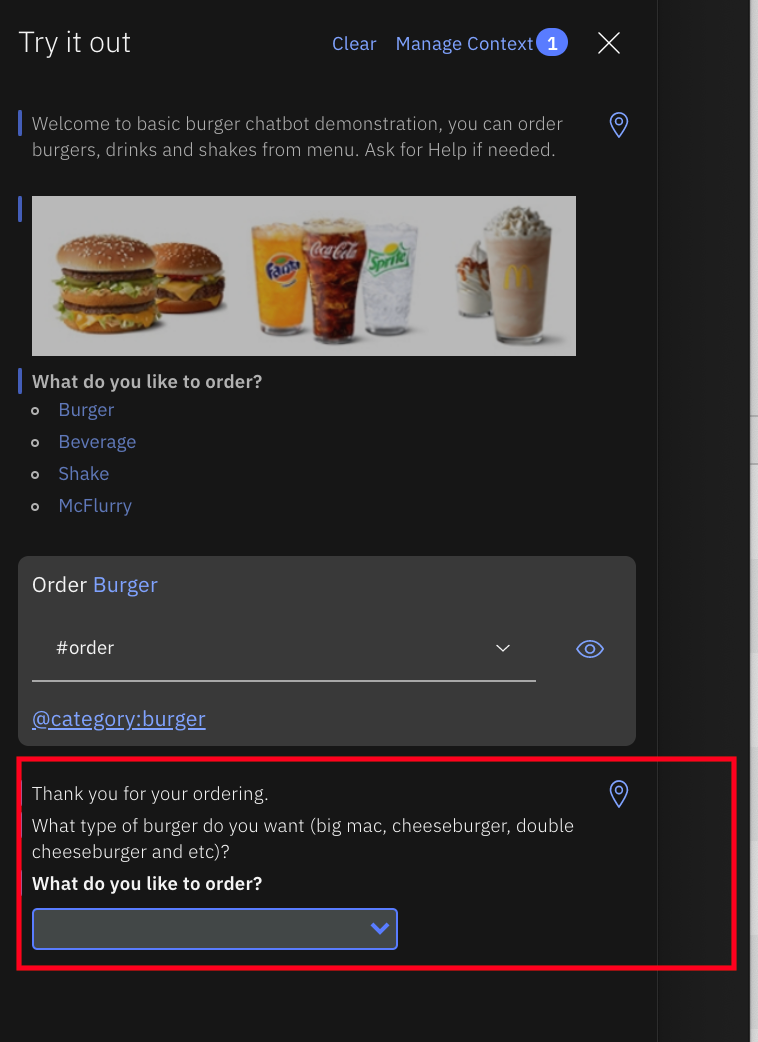 Try it out
Clear Manage Context 1
Welcome to basic burger chatbot demonstration, you can order
burgers, drinks and shakes from menu. Ask for Help if needed.
Fanta Coca-Cola Sprite
What do you like to order?
Burger
Beverage
Shake
McFlurry
Order Burger
#order
@category:burger
Thank you for your ordering.
What type of burger do you want (big mac, cheeseburger, double
cheeseburger and etc)?
What do you like to order?